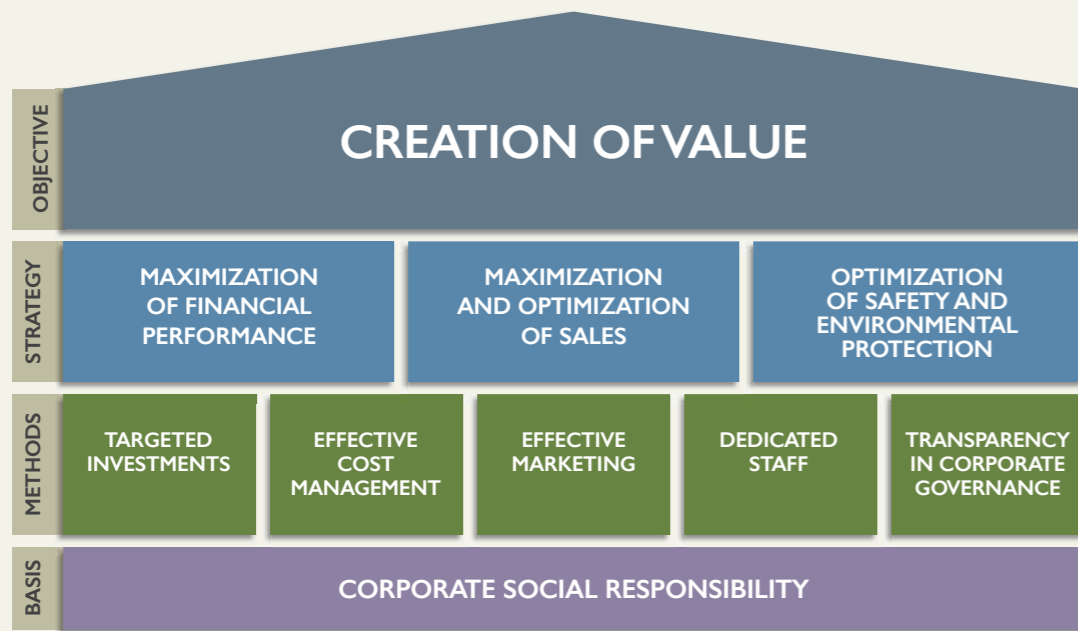 OBJECTIVE
CREATION OF VALUE
STRATEGY
MAXIMIZATION
OF FINANCIAL
PERFORMANCE
MAXIMIZATION
AND OPTIMIZATION
OF SALES
OPTIMIZATION
OF SAFETY AND
ENVIRONMENTAL
PROTECTION
METHODS
TARGETED
INVESTMENTS
EFFECTIVE
COST
MANAGEMENT
EFFECTIVE
MARKETING
DEDICATED
STAFF
TRANSPARENCY
IN CORPORATE
GOVERNANCE
BASIS
CORPORATE SOCIAL RESPONSIBILITY